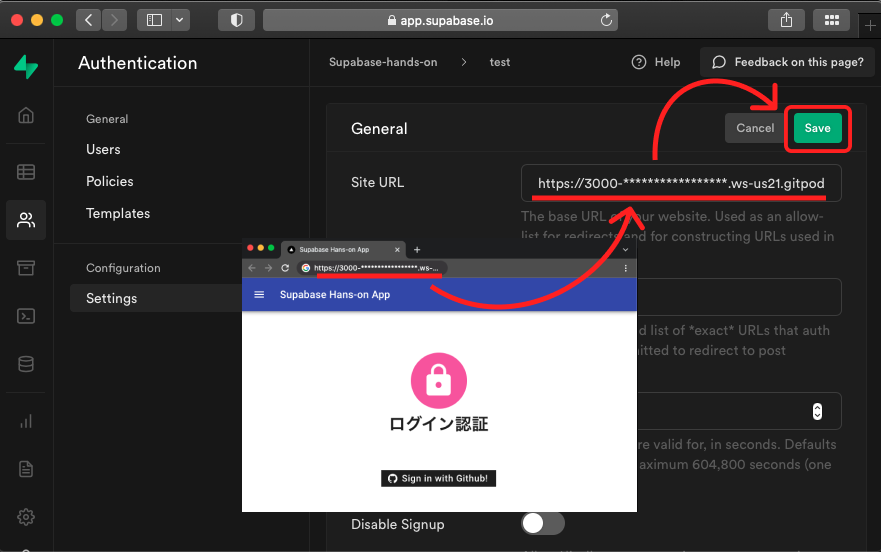 app.supabase.io
Authentication
Supabase-hands-on > test
Help
Feedback on this page?
General
Users
Policies
Templates
Configuration
Settings
General
Cancel
Save
Site URL
https://3000-*****************.ws-us21.gitpod
The base URL of your website. Used as an allow-
list for redirects and for constructing URLs used in
d list of *exact* URLs that auth
itted to redirect to post
re valid for, in seconds. Defaults
aximum 604,800 seconds (one
Disable Signup
Supabase Hans-on App
https://3000-*****************.ws-...
Supabase Hans-on App
ログイン認証
Sign in with Github!